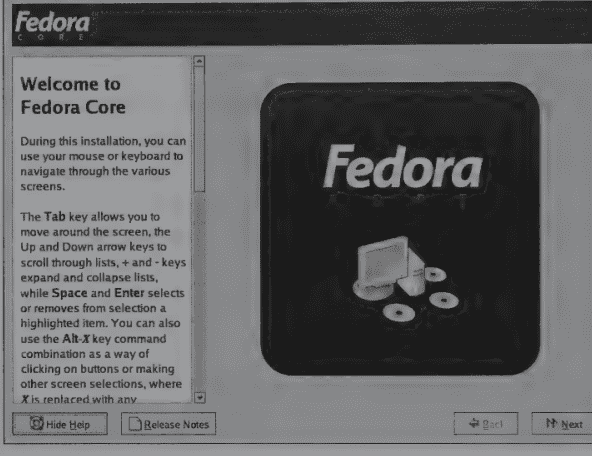 Fedora
CORE
Welcome to
Fedora Core
During this installation, you can
use your mouse or keyboard to
navigate through the various
screens.
The Tab key allows you to
move around the screen, the
Up and Down arrow keys to
scroll through lists, + and - keys
expand and collapse lists,
while Space and Enter selects
or removes from selection a
highlighted item. You can also
use the Alt-X key command
combination as a way of
clicking on buttons or making
other screen selections, where
X is replaced with any
Fedora
Hide Help
Release Notes
Back
Next